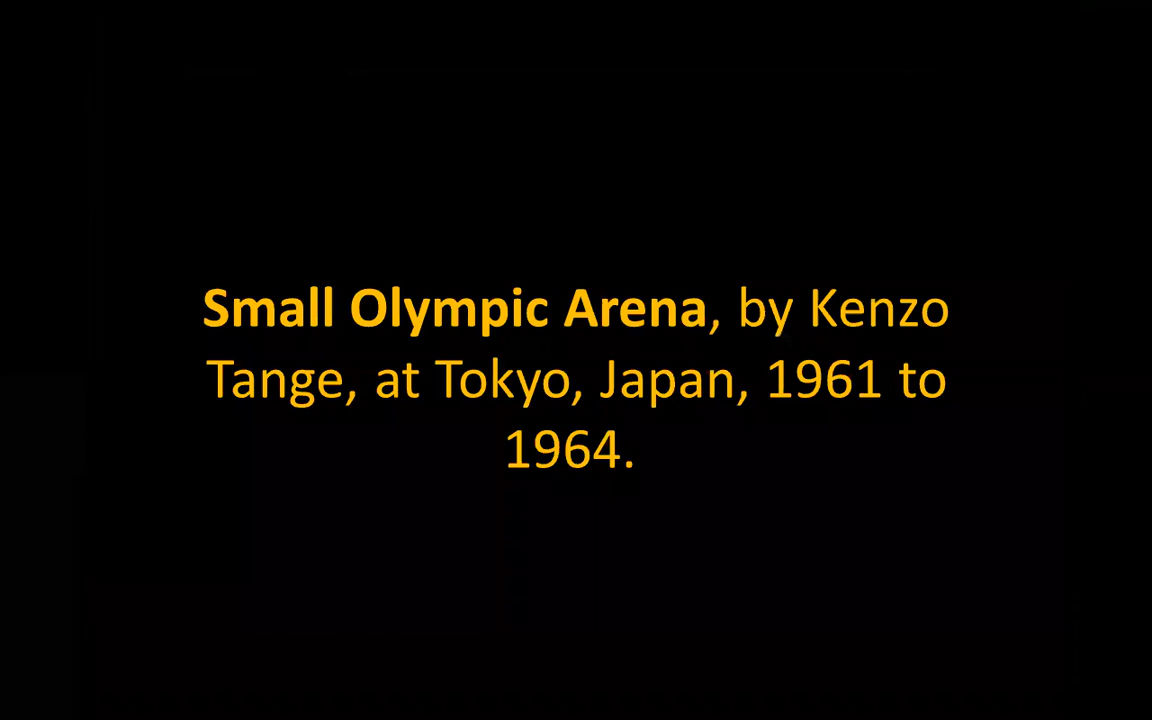 Small Olympic Arena, by Kenzo
Tange, at Tokyo, Japan, 1961 to
1964.